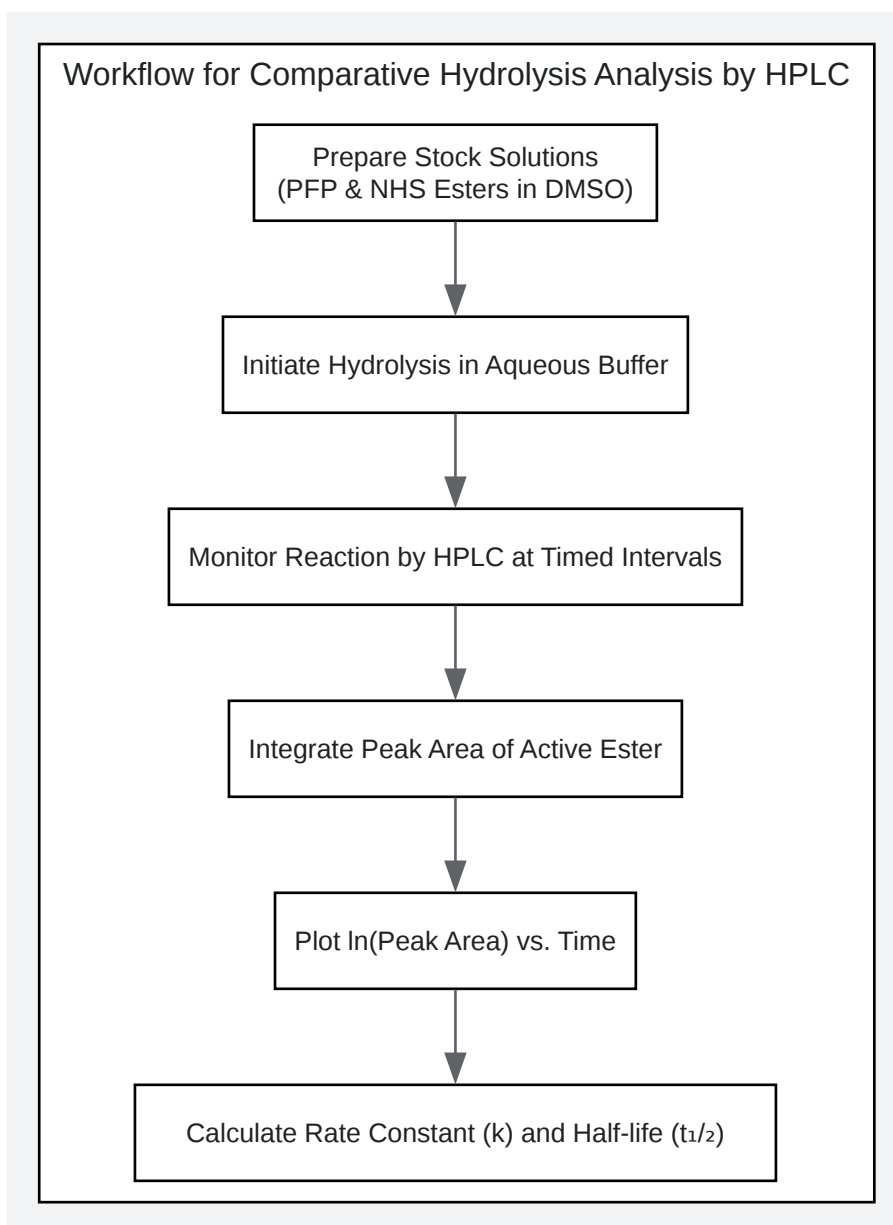 Workflow for Comparative Hydrolysis Analysis by HPLC
Prepare Stock Solutions
(PFP & NHS Esters in DMSO)
Initiate Hydrolysis in Aqueous Buffer
Monitor Reaction by HPLC at Timed Intervals
Integrate Peak Area of Active Ester
Plot ln(Peak Area) vs. Time
Calculate Rate Constant (k) and Half-life (t₁/₂)